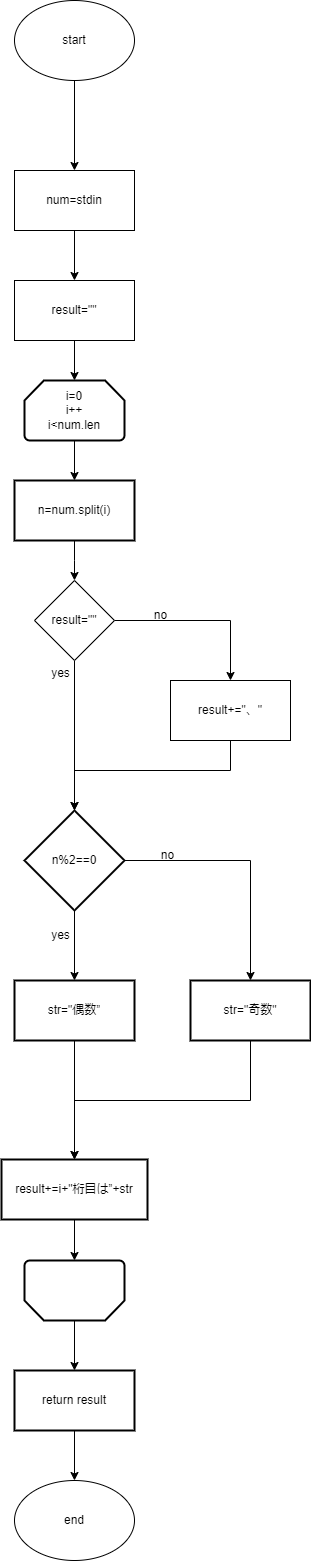 start
num=stdin
result=""
i=0
i++
i<num.len
n=num.split(i)
result=""
no
yes
result+="、"
n%2==0
no
yes
str="偶数"
str="奇数"
result+=i+"桁目は"+str
return result
end